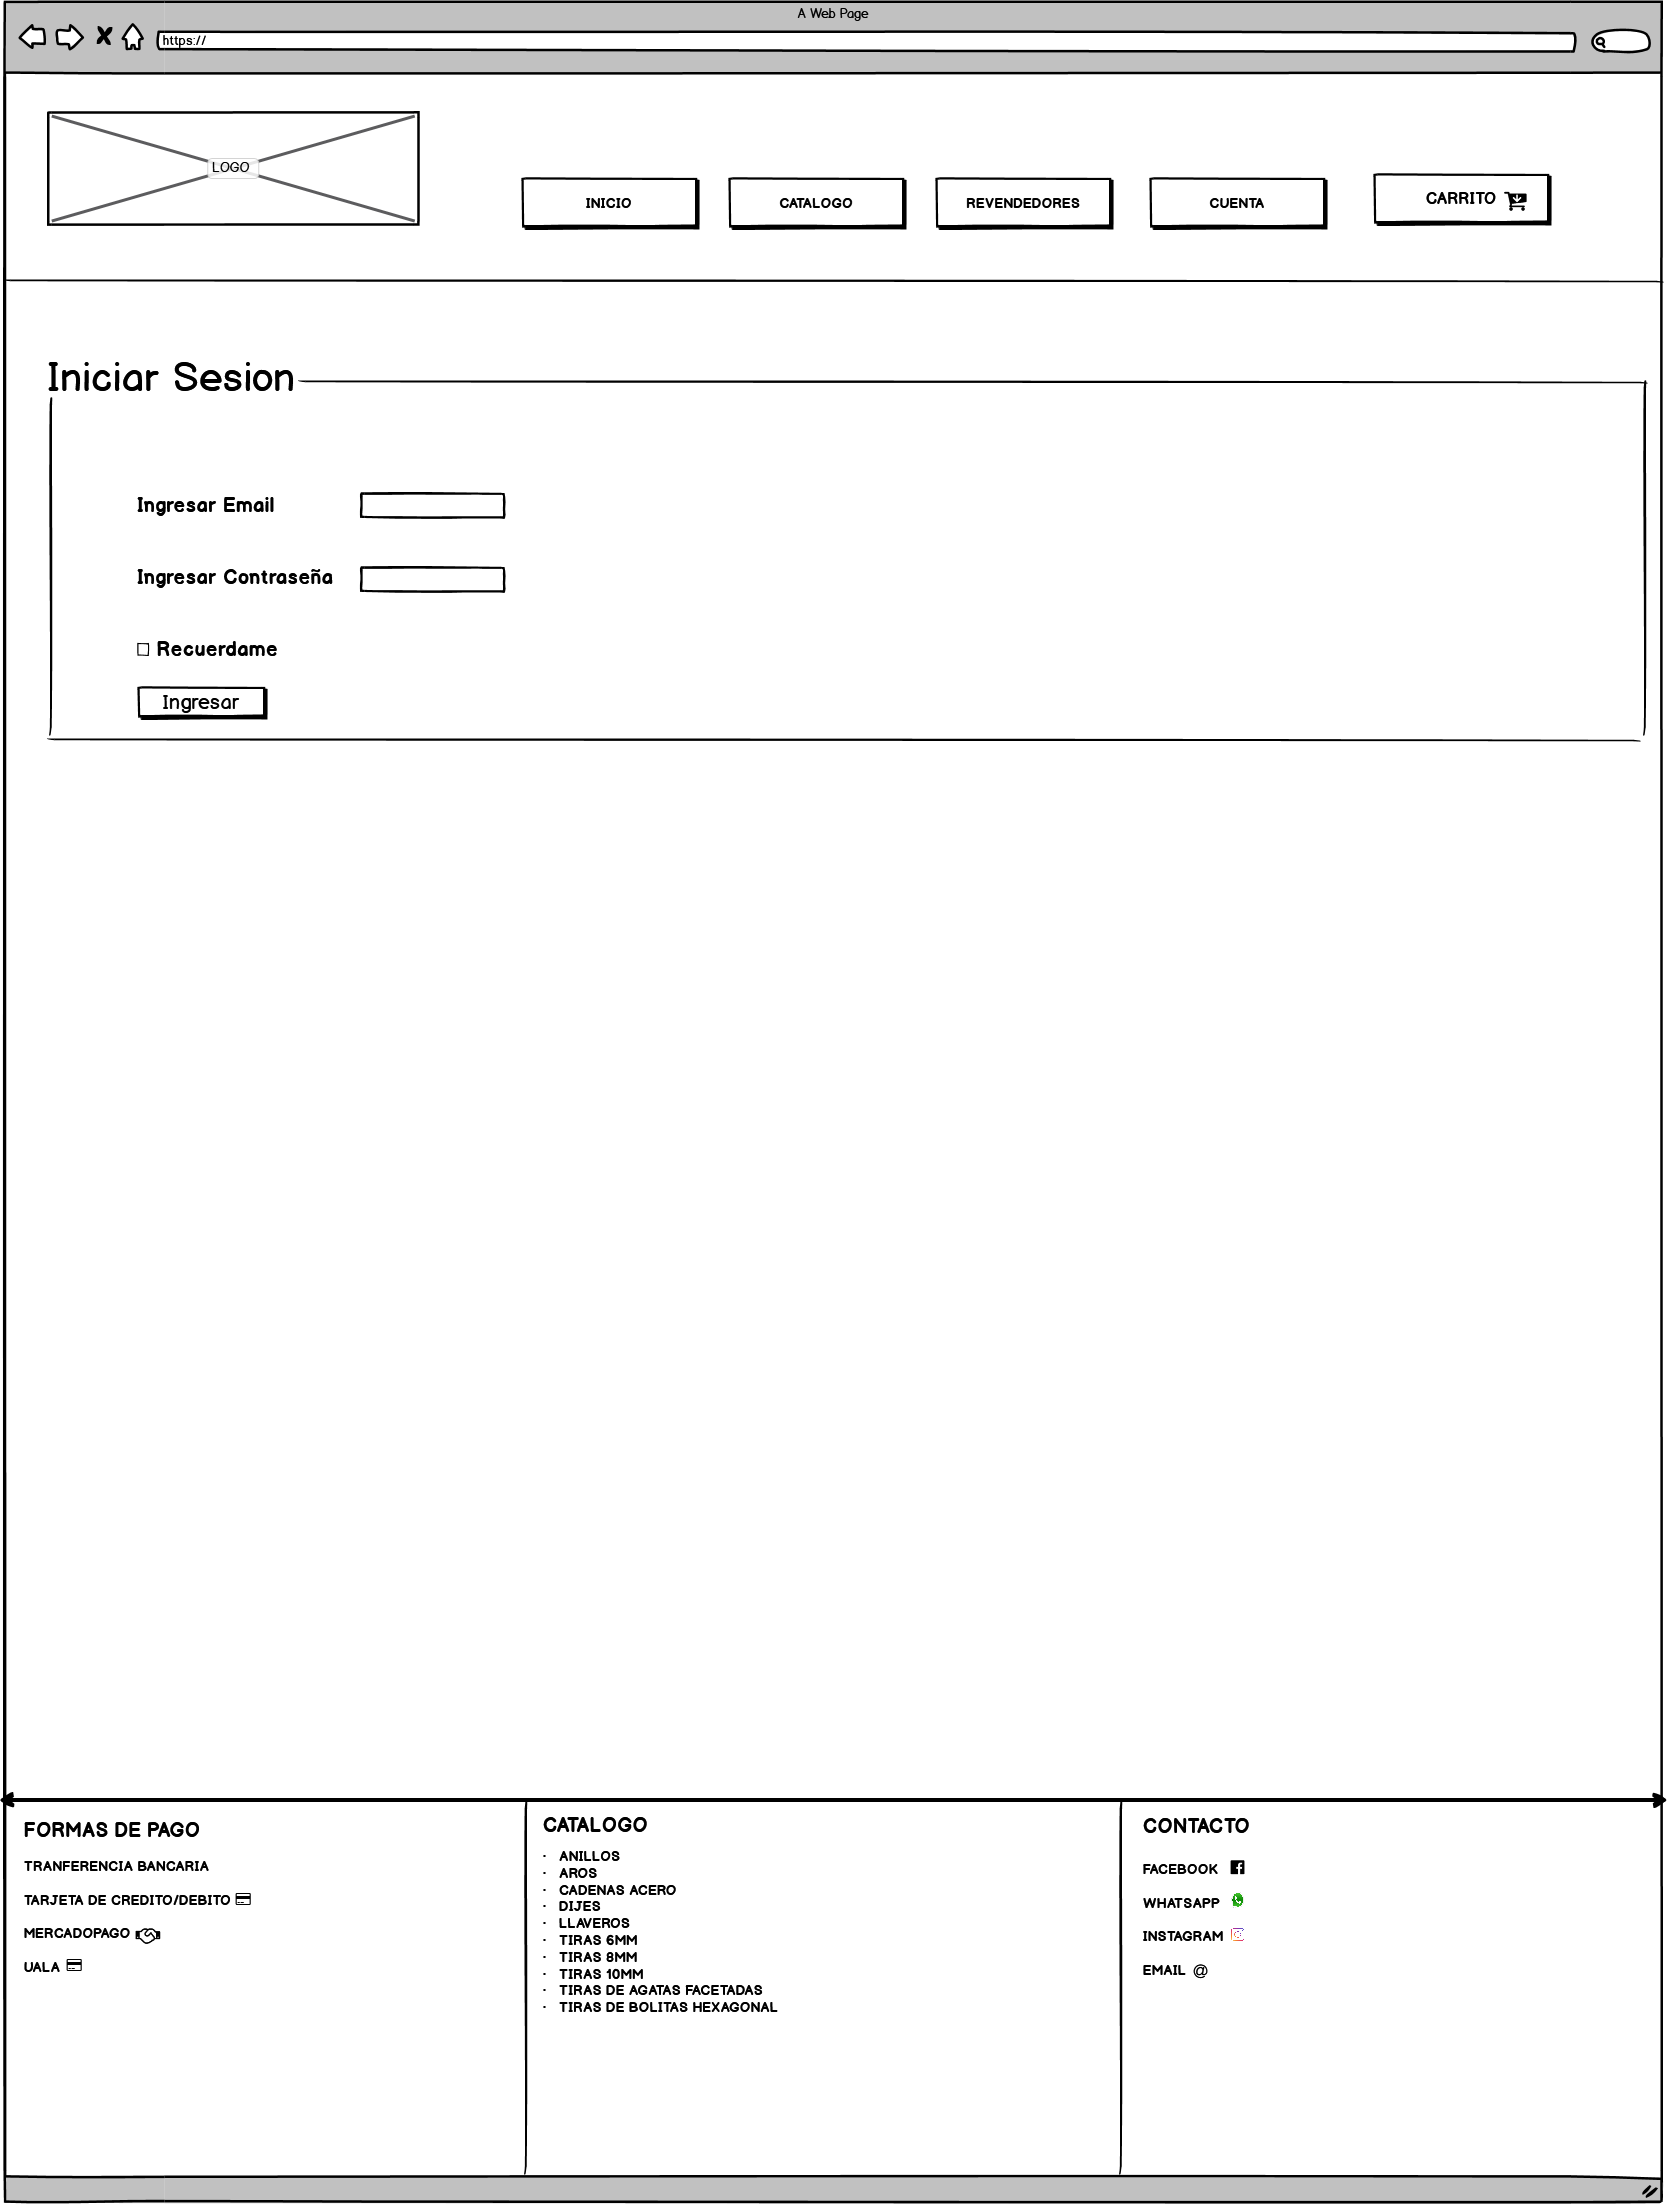 A Web Page
https://
LOGO
INICIO
CATALOGO
REVENDEDORES
CUENTA
CARRITO
Iniciar Sesion
Ingresar Email
Ingresar Contraseña
Recuerdame
Ingresar
FORMAS DE PAGO
TRANFERENCIA BANCARIA
TARJETA DE CREDITO/DEBITO
MERCADOPAGO
UALA
CATALOGO
· ANILLOS
· AROS
· CADENAS ACERO
· DIJES
· LLAVEROS
· TIRAS 6MM
· TIRAS 8MM
· TIRAS 10MM
· TIRAS DE AGATAS FACETADAS
· TIRAS DE BOLITAS HEXAGONAL
CONTACTO
FACEBOOK
WHATSAPP
INSTAGRAM
EMAIL @